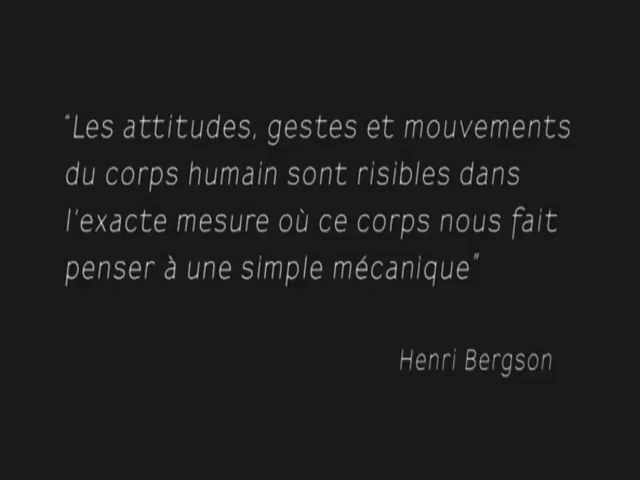 "Les attitudes, gestes et mouvements
du corps humain sont risibles dans
l'exacte mesure où ce corps nous fait
penser à une simple mécanique"
Henri Bergson